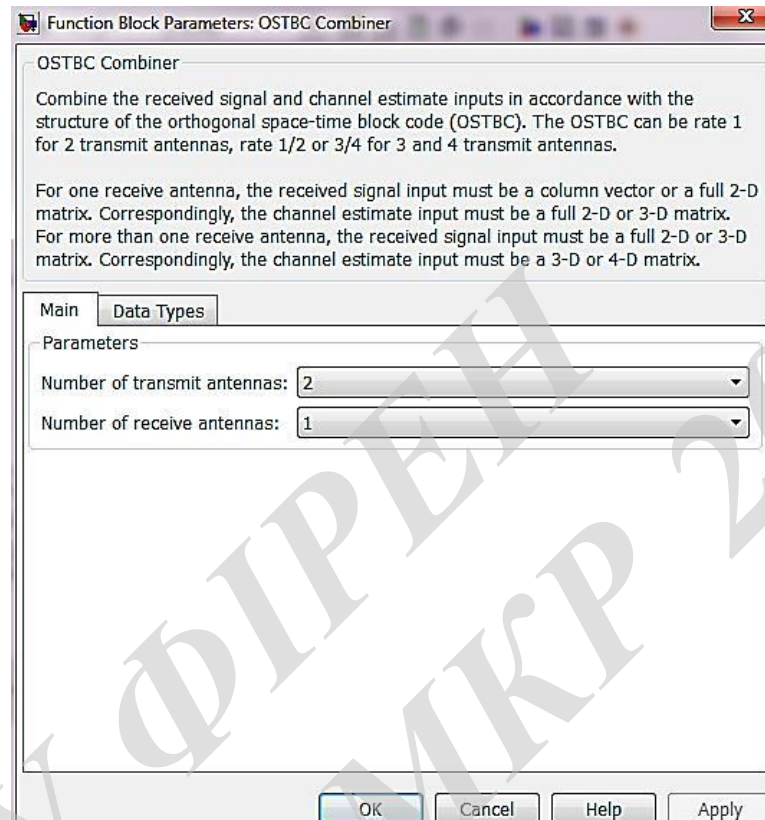 Function Block Parameters: OSTBC Combiner
OSTBC Combiner
Combine the received signal and channel estimate inputs in accordance with the
structure of the orthogonal space-time block code (OSTBC). The OSTBC can be rate 1
for 2 transmit antennas, rate 1/2 or 3/4 for 3 and 4 transmit antennas.
For one receive antenna, the received signal input must be a column vector or a full 2-D
matrix. Correspondingly, the channel estimate input must be a full 2-D or 3-D matrix.
For more than one receive antenna, the received signal input must be a full 2-D or 3-D
matrix. Correspondingly, the channel estimate input must be a 3-D or 4-D matrix.
Main Data Types
Parameters
Number of transmit antennas: 2
Number of receive antennas: 1
OK Cancel Help Apply
ФІРЕН
МКР 2